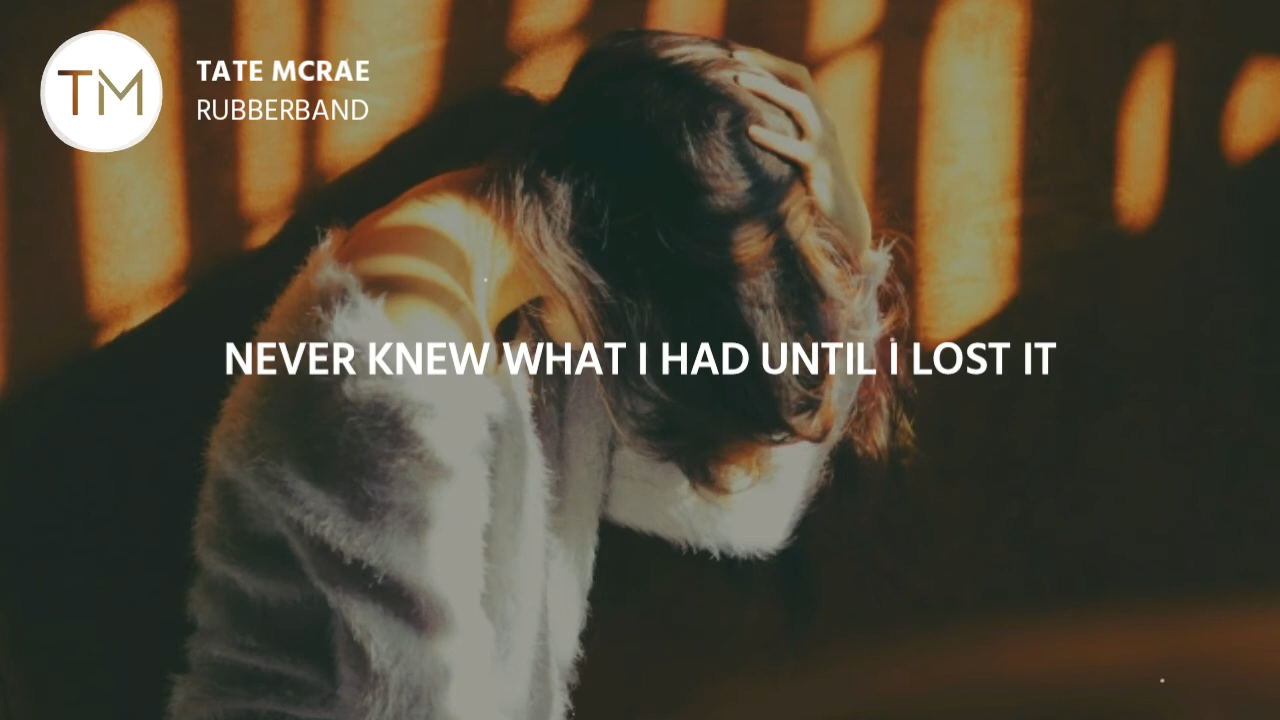 TM
TATE MCRAE
RUBBERBAND
NEVER KNEW WHAT I HAD UNTIL I LOST IT